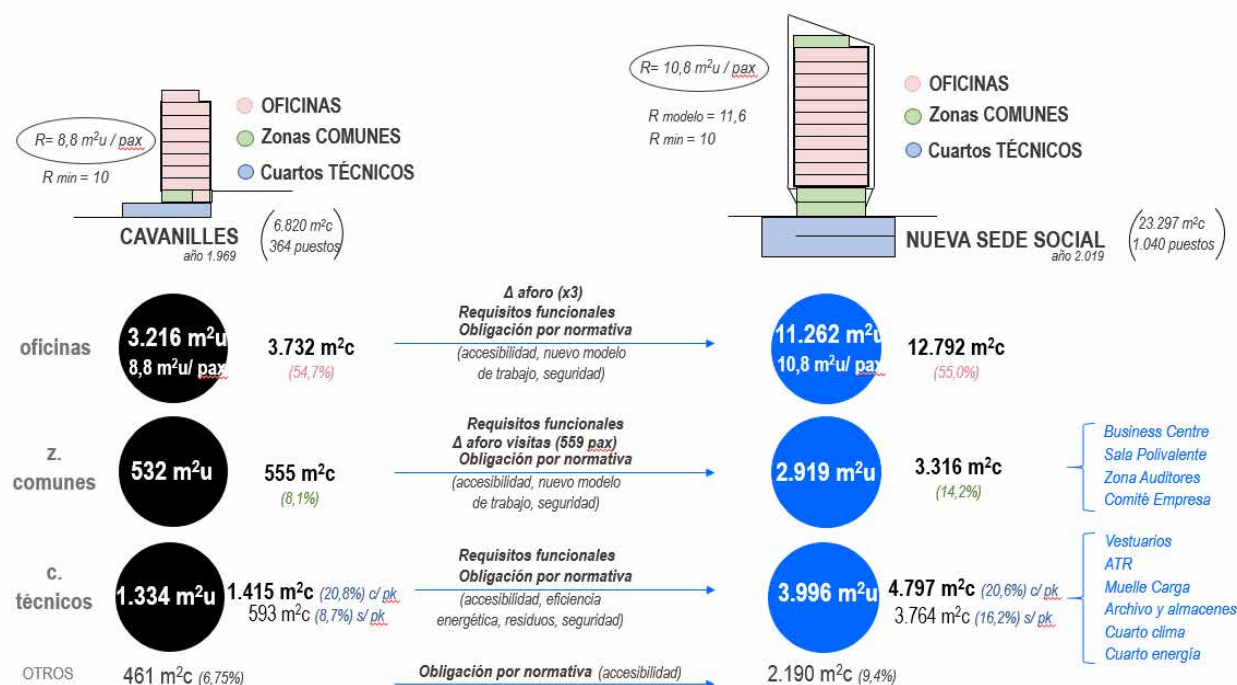 R= 8,8 m²u / pax
R min = 10
OFICINAS
Zonas COMUNES
Cuartos TÉCNICOS
CAVANILLES
año 1.969
6.820 m²c
364 puestos
R= 10,8 m²u / pax
R modelo = 11,6
R min = 10
OFICINAS
Zonas COMUNES
Cuartos TÉCNICOS
NUEVA SEDE SOCIAL
año 2.019
23.297 m²c
1.040 puestos
oficinas
3.216 m²u
8,8 m²u/ pax
3.732 m²c
(54,7%)
Δ aforo (x3)
Requisitos funcionales
Obligación por normativa
(accesibilidad, nuevo modelo
de trabajo, seguridad)
11.262 m²u
10,8 m²u/ pax
12.792 m²c
(55,0%)
z.
comunes
532 m²u
555 m²c
(8,1%)
Requisitos funcionales
Δ aforo visitas (559 pax)
Obligación por normativa
(accesibilidad, nuevo modelo
de trabajo, seguridad)
2.919 m²u
3.316 m²c
(14,2%)
Business Centre
Sala Polivalente
Zona Auditores
Comité Empresa
c.
técnicos
1.334 m²u
1.415 m²c (20,8%) c/ pk
593 m²c (8,7%) s/ pk
Requisitos funcionales
Obligación por normativa
(accesibilidad, eficiencia
energética, residuos, seguridad)
3.996 m²u
4.797 m²c (20,6%) c/ pk
3.764 m²c (16,2%) s/ pk
Vestuarios
ATR
Muelle Carga
Archivo y almacenes
Cuarto clima
Cuarto energía
OTROS
461 m²c (6,75%)
Obligación por normativa (accesibilidad)
2.190 m²c (9,4%)